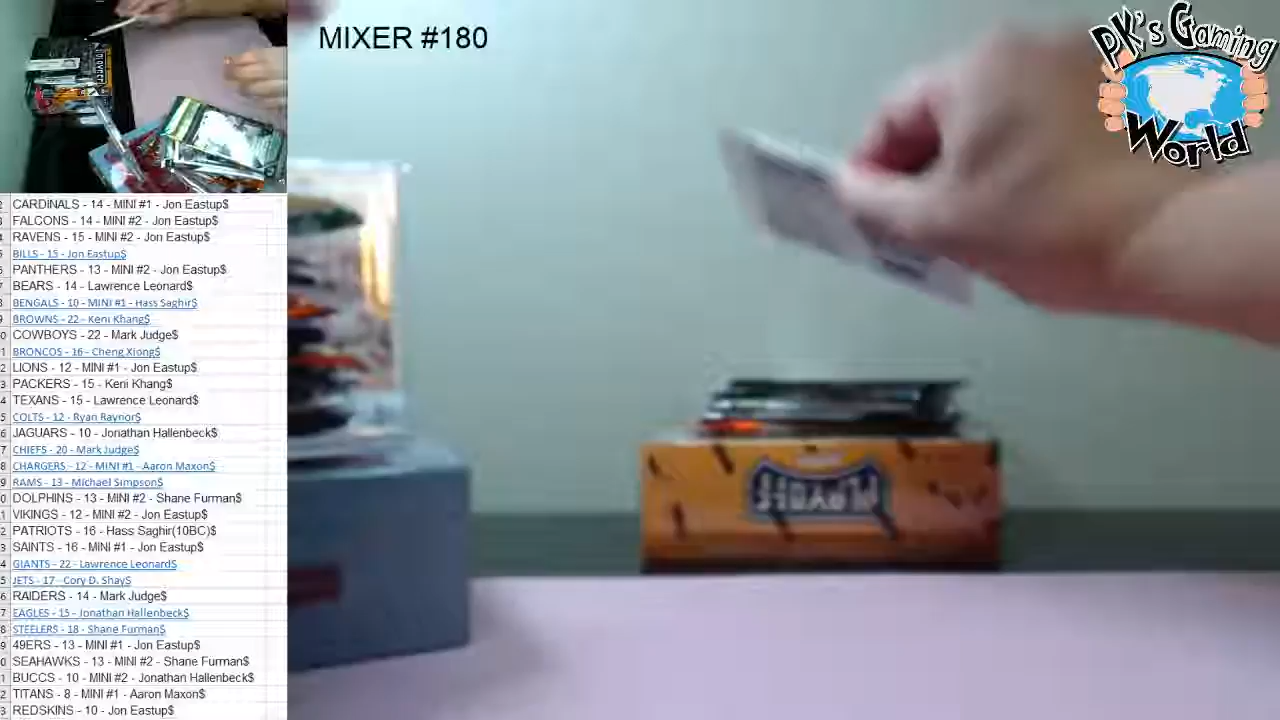 MIXER #180
PK's Gaming
World
CARDINALS - 14 - MINI #1 - Jon Eastup$
FALCONS - 14 - MINI #2 - Jon Eastup$
RAVENS - 15 - MINI #2 - Jon Eastup$
BILLS - 15 - Jon Eastup$
PANTHERS - 13 - MINI #2 - Jon Eastup$
BEARS - 14 - Lawrence Leonard$
BENGALS - 10 - MINI #1 - Hass Saghir$
BROWNS - 22 - Keni Khang$
COWBOYS - 22 - Mark Judge$
BRONCOS - 16 - Cheng Xiong$
LIONS - 12 - MINI #1 - Jon Eastup$
PACKERS - 15 - Keni Khang$
TEXANS - 15 - Lawrence Leonard$
COLTS - 12 - Ryan Raynor$
JAGUARS - 10 - Jonathan Hallenbeck$
CHIEFS - 20 - Mark Judge$
CHARGERS - 12 - MINI #1 - Aaron Maxon$
RAMS - 13 - Michael Simpson$
DOLPHINS - 13 - MINI #2 - Shane Furman$
VIKINGS - 12 - MINI #2 - Jon Eastup$
PATRIOTS - 16 - Hass Saghir(10BC)$
SAINTS - 16 - MINI #1 - Jon Eastup$
GIANTS - 22 - Lawrence Leonard$
JETS - 17 - Cory D. Shay$
RAIDERS - 14 - Mark Judge$
EAGLES - 15 - Jonathan Hallenbeck$
STEELERS - 18 - Shane Furman$
49ERS - 13 - MINI #1 - Jon Eastup$
SEAHAWKS - 13 - MINI #2 - Shane Furman$
BUCCS - 10 - MINI #2 - Jonathan Hallenbeck$
TITANS - 8 - MINI #1 - Aaron Maxon$
REDSKINS - 10 - Jon Eastup$
PLAYOFFS